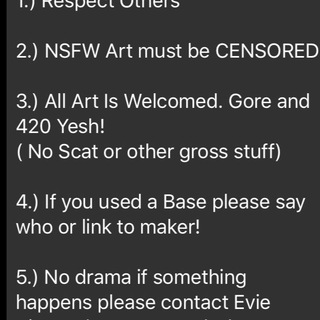 1.) Respect Others
2.) NSFW Art must be CENSORED
3.) All Art Is Welcomed. Gore and
420 Yesh!
( No Scat or other gross stuff)
4.) If you used a Base please say
who or link to maker!
5.) No drama if something
happens please contact Evie